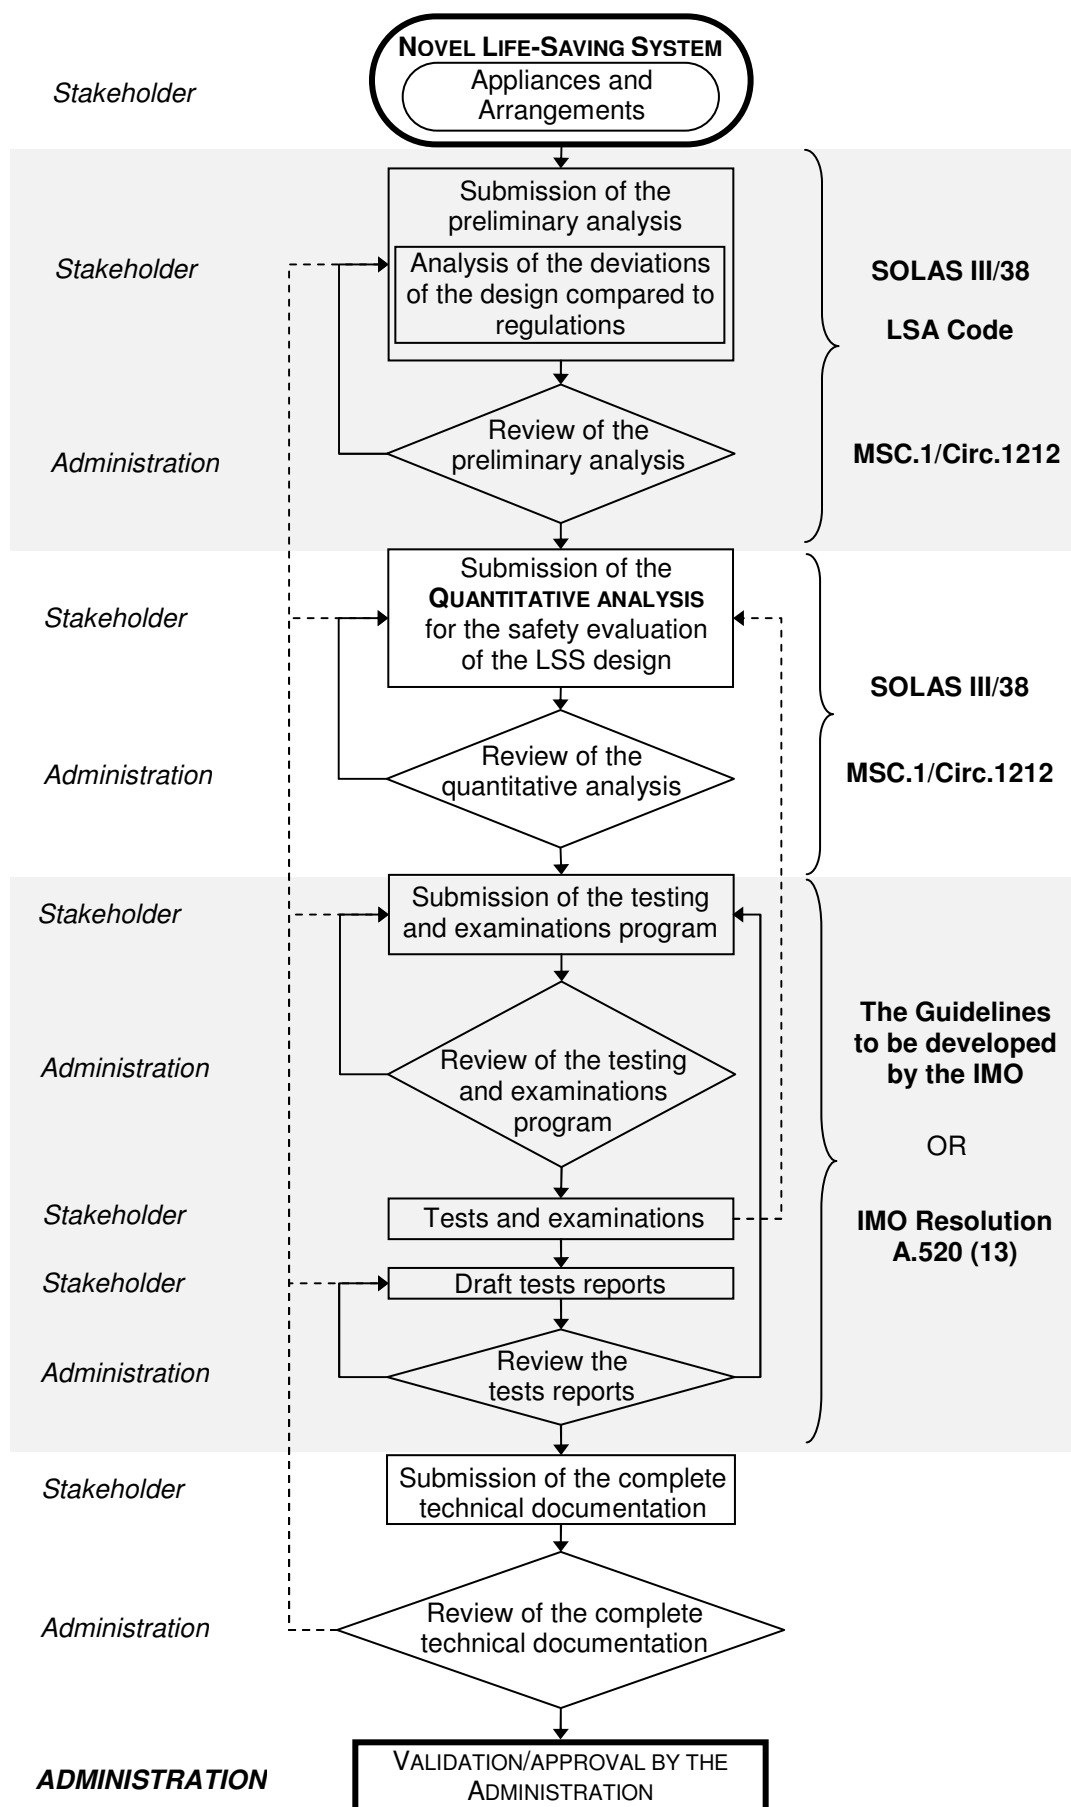 NOVEL LIFE-SAVING SYSTEM
Stakeholder
Appliances and
Arrangements
Submission of the
preliminary analysis
Stakeholder
Analysis of the deviations
of the design compared to
regulations
SOLAS III/38
LSA Code
Administration
Review of the
preliminary analysis
MSC.1/Circ.1212
Stakeholder
Submission of the
QUANTITATIVE ANALYSIS
for the safety evaluation
of the LSS design
SOLAS III/38
Administration
Review of the
quantitative analysis
MSC.1/Circ.1212
Stakeholder
Submission of the testing
and examinations program
The Guidelines
to be developed
by the IMO
Administration
Review of the testing
and examinations
program
OR
Stakeholder
Tests and examinations
IMO Resolution
A.520 (13)
Stakeholder
Draft tests reports
Administration
Review the
tests reports
Stakeholder
Submission of the complete
technical documentation
Administration
Review of the complete
technical documentation
ADMINISTRATION
VALIDATION/APPROVAL BY THE
ADMINISTRATION